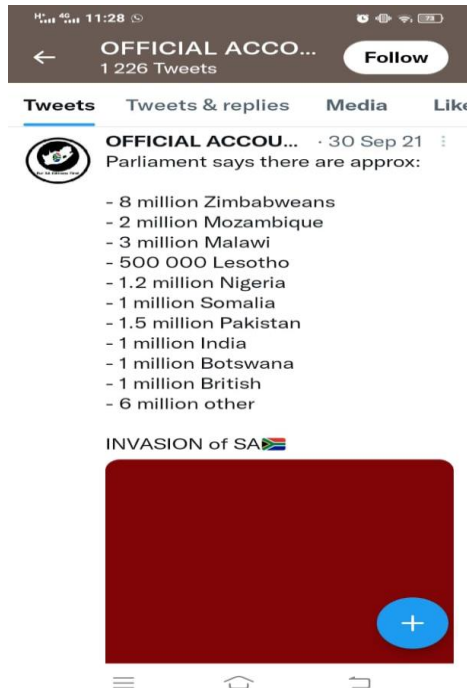 11:28
OFFICIAL ACCO...
1 226 Tweets
Follow
Tweets Tweets & replies Media Like
OFFICIAL ACCOU... · 30 Sep 21
Parliament says there are approx:
- 8 million Zimbabweans
- 2 million Mozambique
- 3 million Malawi
- 500 000 Lesotho
- 1.2 million Nigeria
- 1 million Somalia
- 1.5 million Pakistan
- 1 million India
- 1 million Botswana
- 1 million British
- 6 million other
INVASION of SA🇿🇦